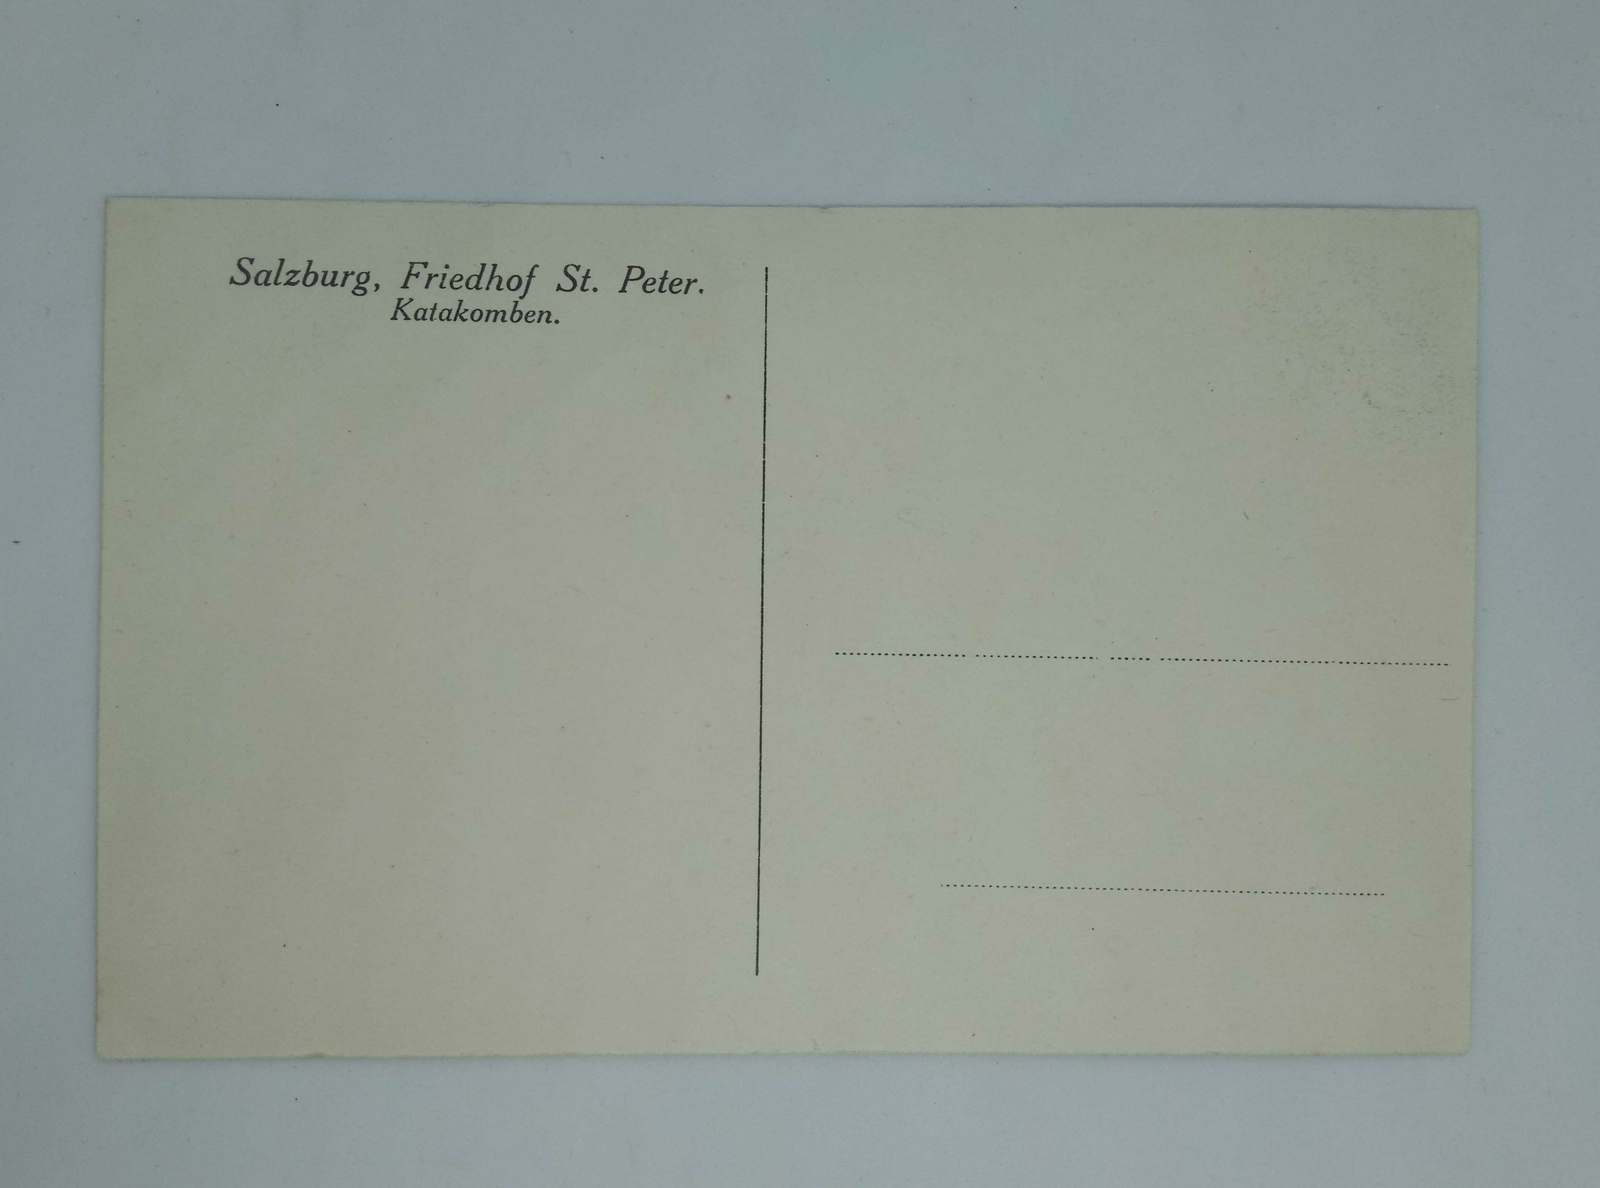 Salzburg, Friedhof St. Peter.
Katakomben.